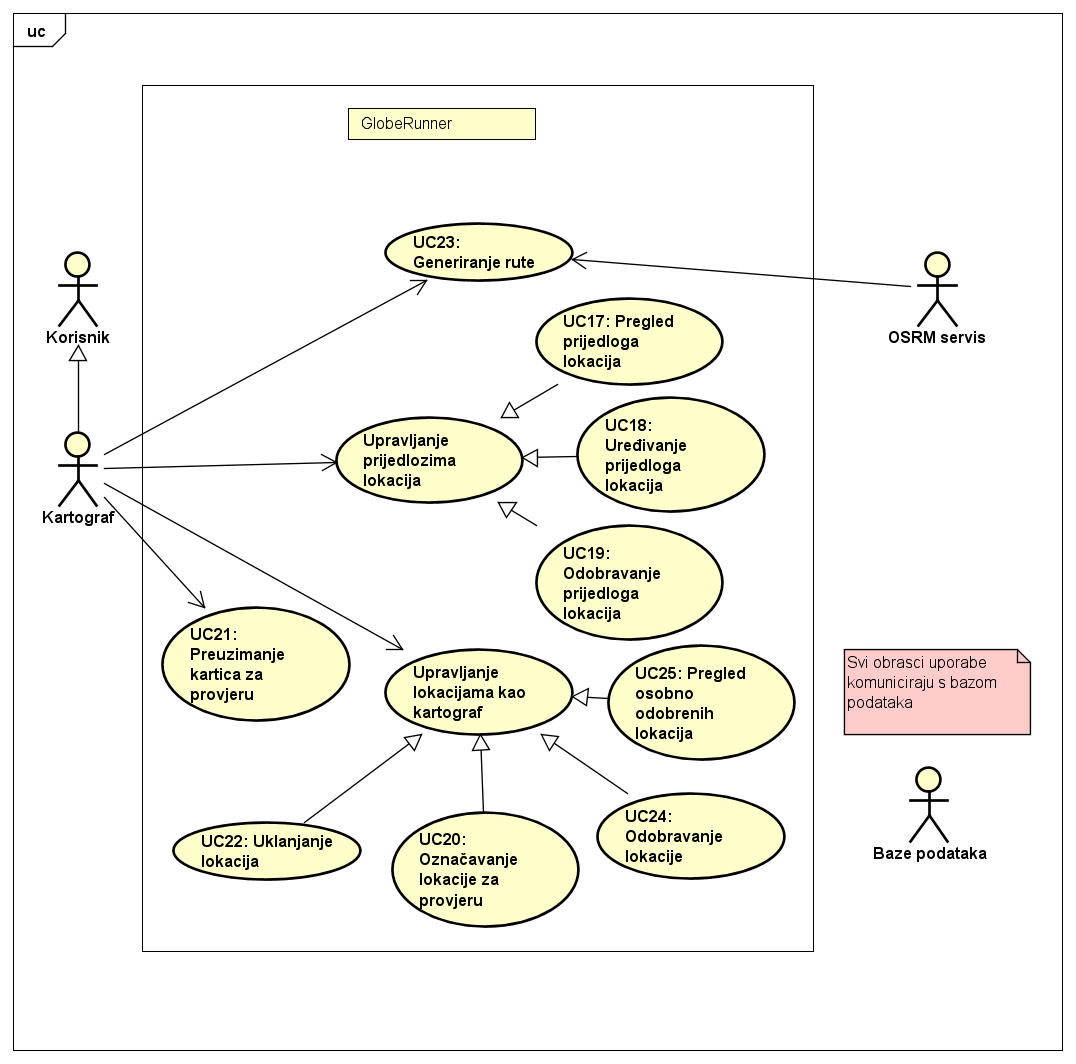 uc
GlobeRunner
UC23:
Generiranje rute
Korisnik
OSRM servis
UC17: Pregled
prijedloga
lokacija
UC18:
Uređivanje
prijedloga
lokacija
Upravljanje
prijedlozima
lokacija
Kartograf
UC19:
Odobravanje
prijedloga
lokacija
UC21:
Preuzimanje
kartica za
provjeru
Upravljanje
lokacijama kao
kartograf
UC25: Pregled
osobno
odobrenih
lokacija
Svi obrasci uporabe
komuniciraju s bazom
podataka
UC22: Uklanjanje
lokacija
UC20:
Označavanje
lokacije za
provjeru
UC24:
Odobravanje
lokacije
Baze podataka